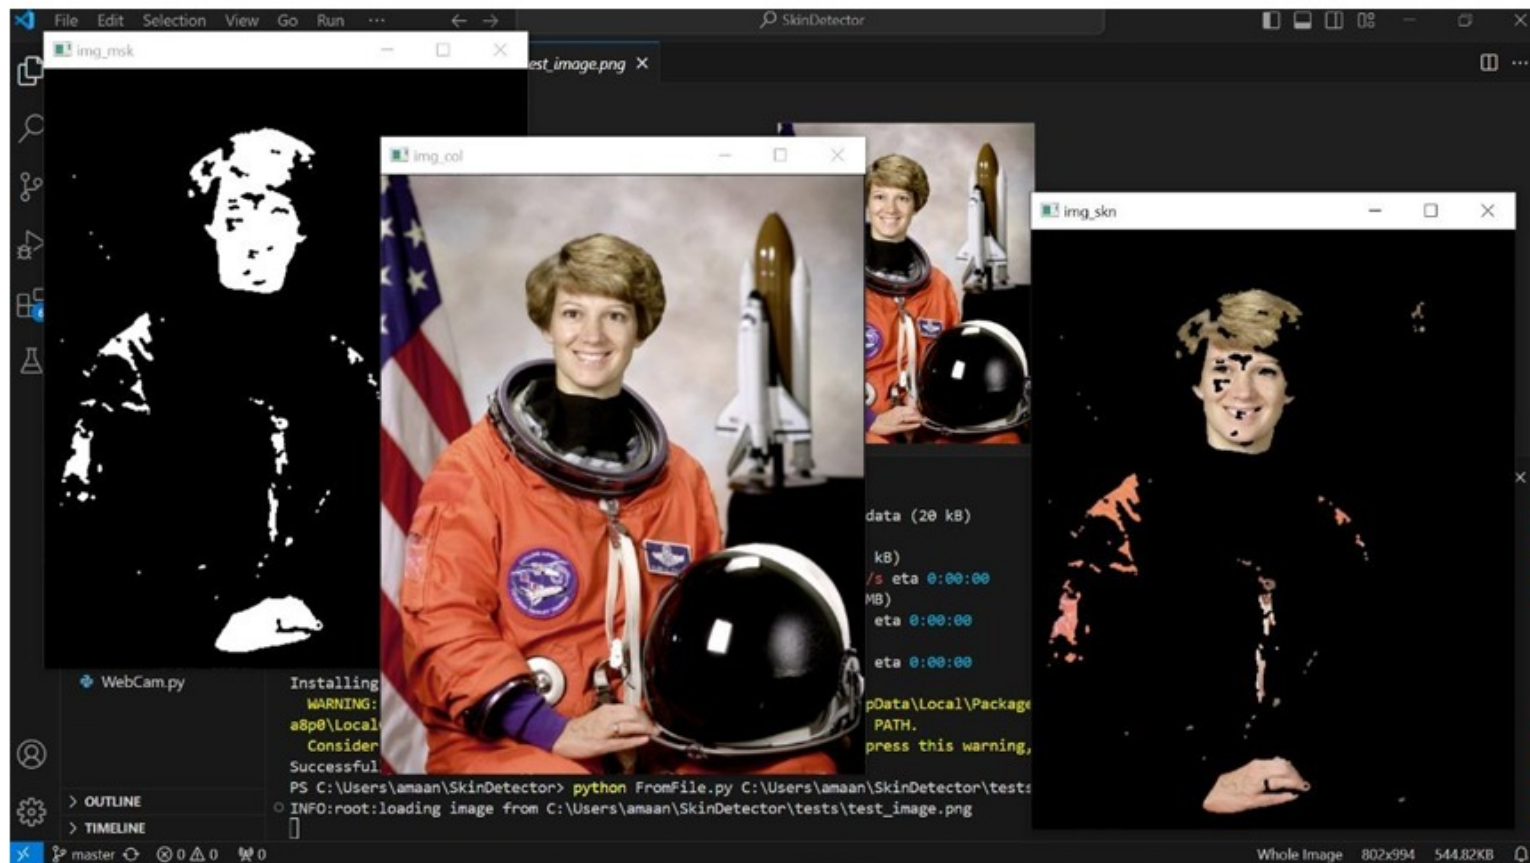 File Edit Selection View Go Run ··· ← → SkinDetector
img_msk
est_image.png
img_col
img_skn
data (20 kB)
kB)
/s eta 0:00:00
MB)
eta 0:00:00
eta 0:00:00
WebCam.py
Installing
WARNING: pData\Local\Package
a8p0\Local PATH.
Consider press this warning,
Successful
PS C:\Users\amaan\SkinDetector> python FromFile.py C:\Users\amaan\SkinDetector\tests
INFO:root:loading image from C:\Users\amaan\SkinDetector\tests\test_image.png
> OUTLINE
> TIMELINE
master 0 0 0 Whole Image 802x994 544.82KB